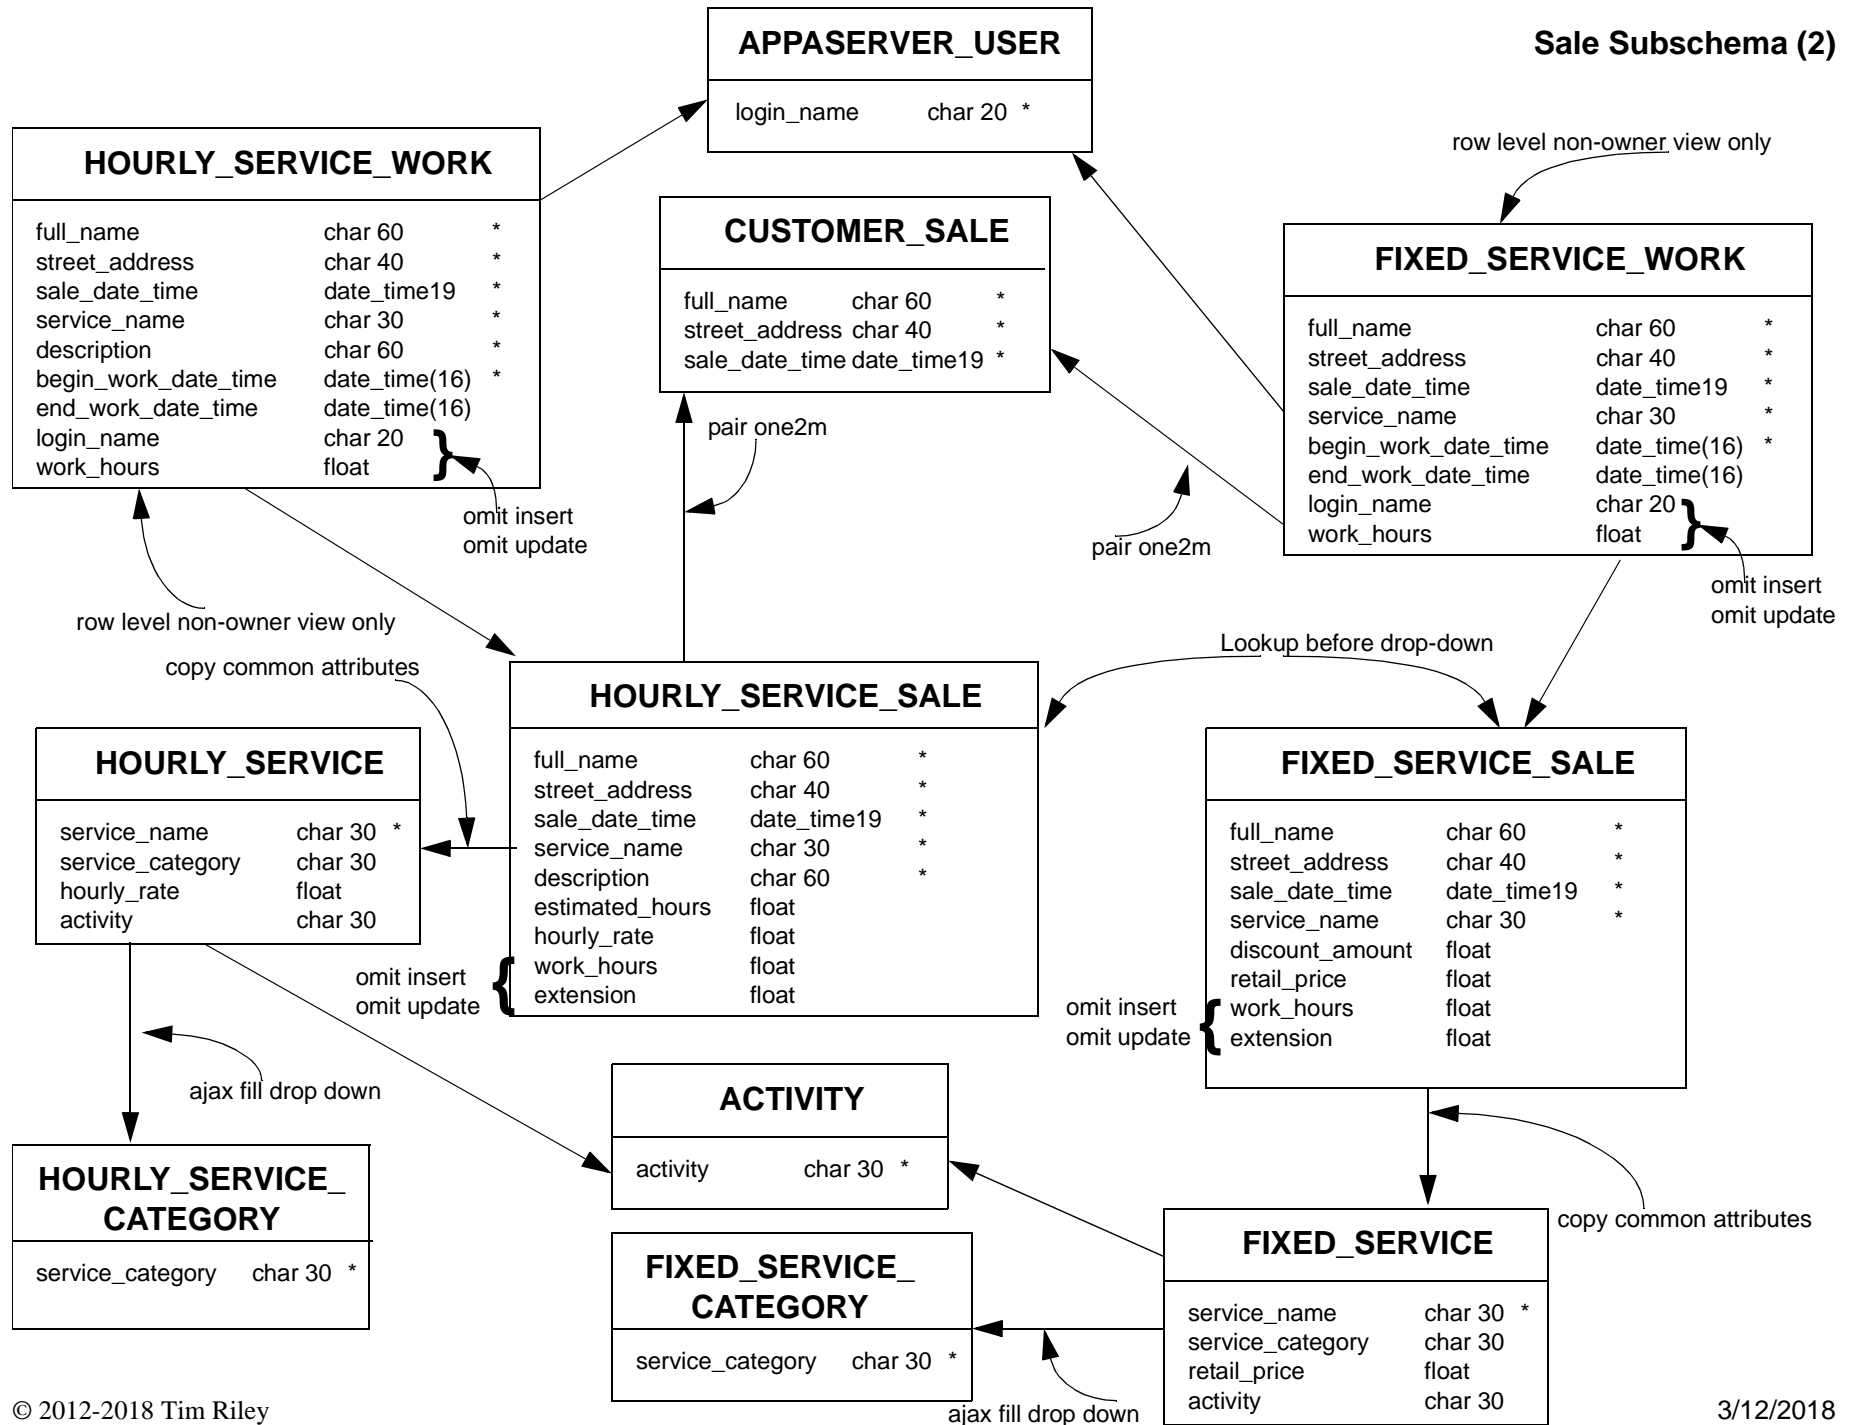 Sale Subschema (2)
APPASERVER_USER
login_name char 20 *
HOURLY_SERVICE_WORK
full_name char 60 *
street_address char 40 *
sale_date_time date_time19 *
service_name char 30 *
description char 60 *
begin_work_date_time date_time(16) *
end_work_date_time date_time(16)
login_name char 20
work_hours float
}
omit insert
omit update
row level non-owner view only
CUSTOMER_SALE
full_name char 60 *
street_address char 40 *
sale_date_time date_time19 *
pair one2m
row level non-owner view only
FIXED_SERVICE_WORK
full_name char 60 *
street_address char 40 *
sale_date_time date_time19 *
service_name char 30 *
begin_work_date_time date_time(16) *
end_work_date_time date_time(16)
login_name char 20
work_hours float
}
omit insert
omit update
pair one2m
copy common attributes
Lookup before drop-down
HOURLY_SERVICE_SALE
full_name char 60 *
street_address char 40 *
sale_date_time date_time19 *
service_name char 30 *
description char 60 *
estimated_hours float
hourly_rate float
work_hours float
extension float
omit insert
omit update
{
HOURLY_SERVICE
service_name char 30 *
service_category char 30
hourly_rate float
activity char 30
ajax fill drop down
FIXED_SERVICE_SALE
full_name char 60 *
street_address char 40 *
sale_date_time date_time19 *
service_name char 30 *
discount_amount float
retail_price float
work_hours float
extension float
omit insert
omit update
{
HOURLY_SERVICE_
CATEGORY
service_category char 30 *
ACTIVITY
activity char 30 *
FIXED_SERVICE_
CATEGORY
service_category char 30 *
copy common attributes
FIXED_SERVICE
service_name char 30 *
service_category char 30
retail_price float
activity char 30
ajax fill drop down
© 2012-2018 Tim Riley
3/12/2018